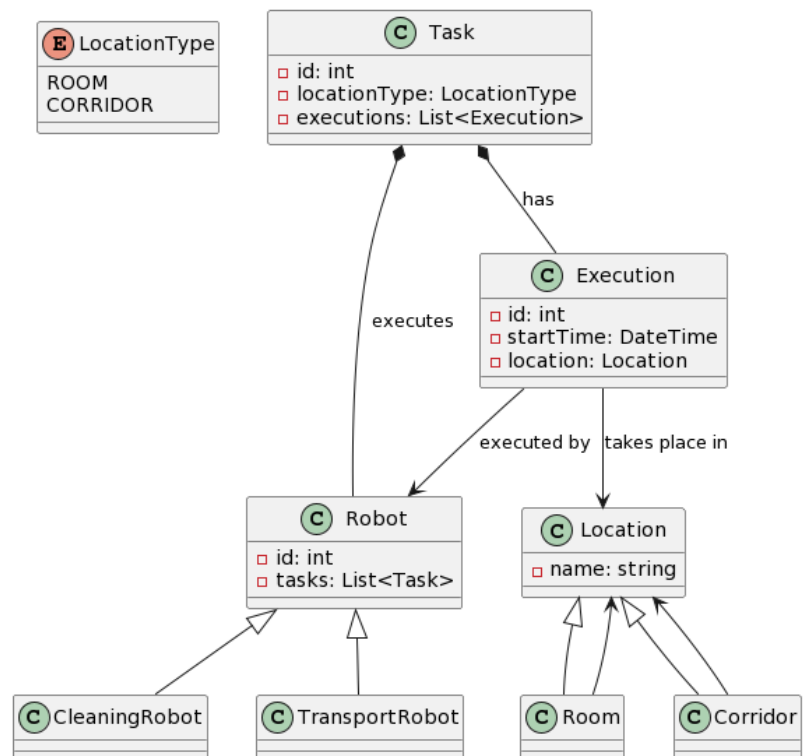 E LocationType
ROOM
CORRIDOR
C Task
id: int
locationType: LocationType
executions: List<Execution>
has
C Execution
id: int
startTime: DateTime
location: Location
executes
executed by
takes place in
C Robot
id: int
tasks: List<Task>
C Location
name: string
C CleaningRobot
C TransportRobot
C Room
C Corridor